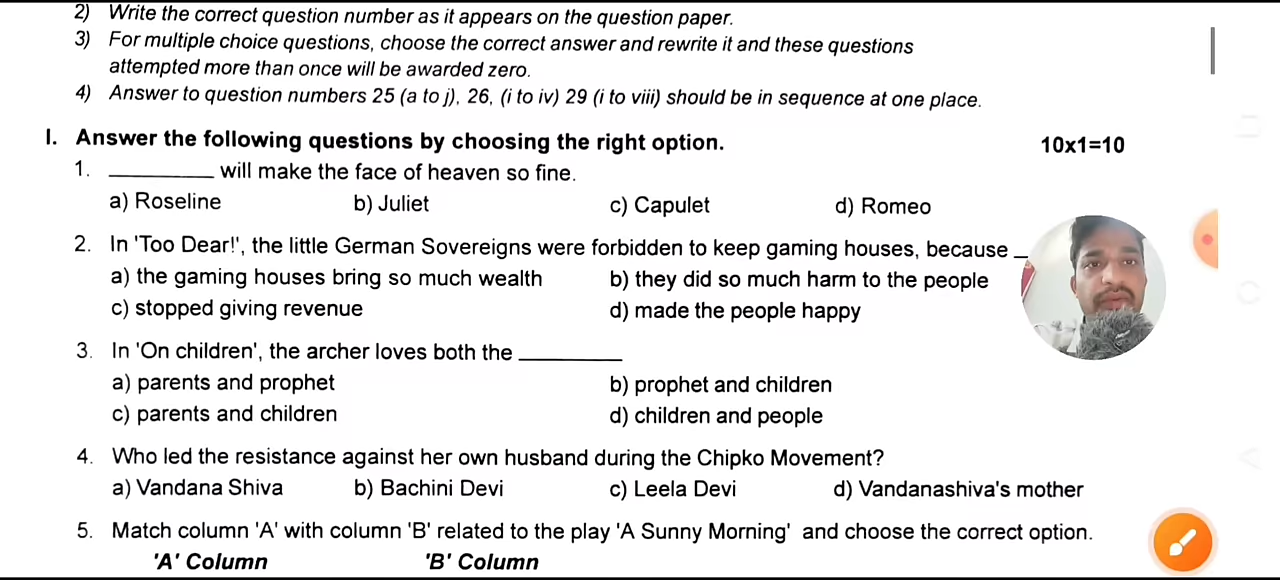 2) Write the correct question number as it appears on the question paper.
3) For multiple choice questions, choose the correct answer and rewrite it and these questions
attempted more than once will be awarded zero.
4) Answer to question numbers 25 (a to j), 26, (i to iv) 29 (i to viii) should be in sequence at one place.
I. Answer the following questions by choosing the right option. 10x1=10
1. ________ will make the face of heaven so fine.
a) Roseline b) Juliet c) Capulet d) Romeo
2. In 'Too Dear!', the little German Sovereigns were forbidden to keep gaming houses, because _
a) the gaming houses bring so much wealth b) they did so much harm to the people
c) stopped giving revenue d) made the people happy
3. In 'On children', the archer loves both the ________
a) parents and prophet b) prophet and children
c) parents and children d) children and people
4. Who led the resistance against her own husband during the Chipko Movement?
a) Vandana Shiva b) Bachini Devi c) Leela Devi d) Vandanashiva's mother
5. Match column 'A' with column 'B' related to the play 'A Sunny Morning' and choose the correct option.
'A' Column 'B' Column